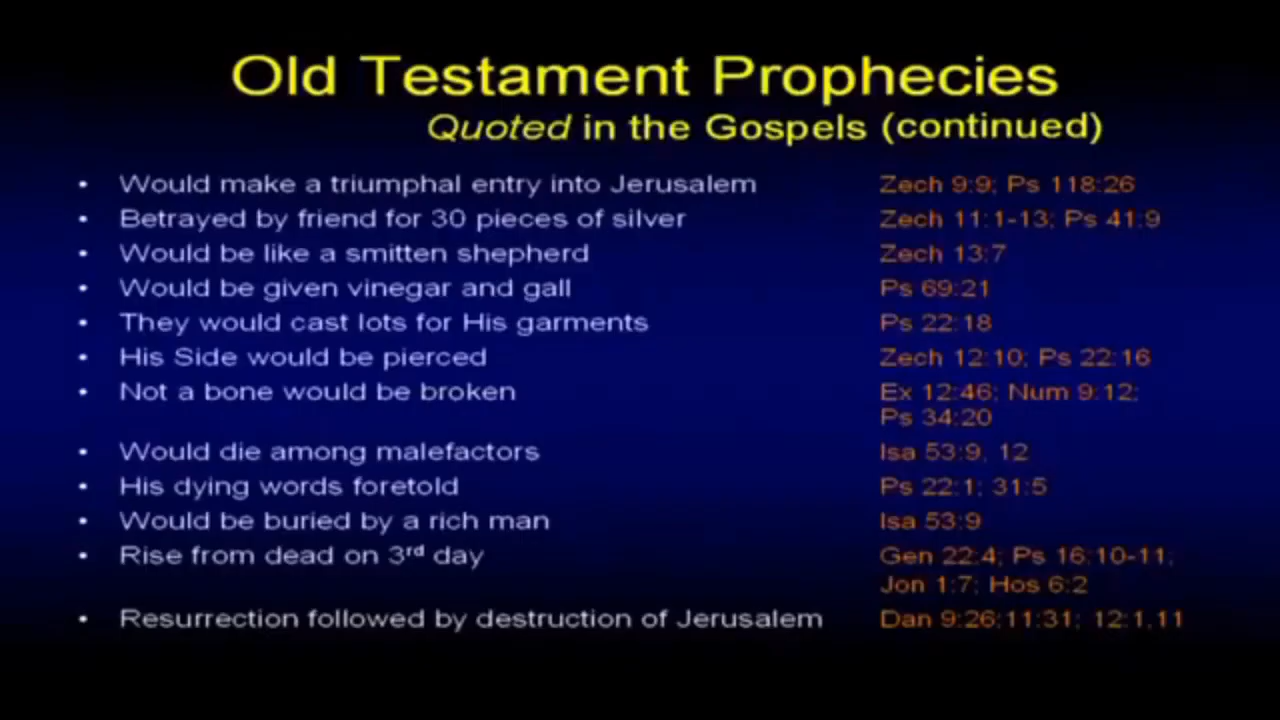 Old Testament Prophecies
Quoted in the Gospels (continued)
• Would make a triumphal entry into Jerusalem Zech 9:9; Ps 118:26
• Betrayed by friend for 30 pieces of silver Zech 11:1-13; Ps 41:9
• Would be like a smitten shepherd Zech 13:7
• Would be given vinegar and gall Ps 69:21
• They would cast lots for His garments Ps 22:18
• His Side would be pierced Zech 12:10; Ps 22:16
• Not a bone would be broken Ex 12:46; Num 9:12;
Ps 34:20
• Would die among malefactors Isa 53:9, 12
• His dying words foretold Ps 22:1; 31:5
• Would be buried by a rich man Isa 53:9
• Rise from dead on 3rd day Gen 22:4; Ps 16:10-11;
Jon 1:7; Hos 6:2
• Resurrection followed by destruction of Jerusalem Dan 9:26;11:31; 12:1,11